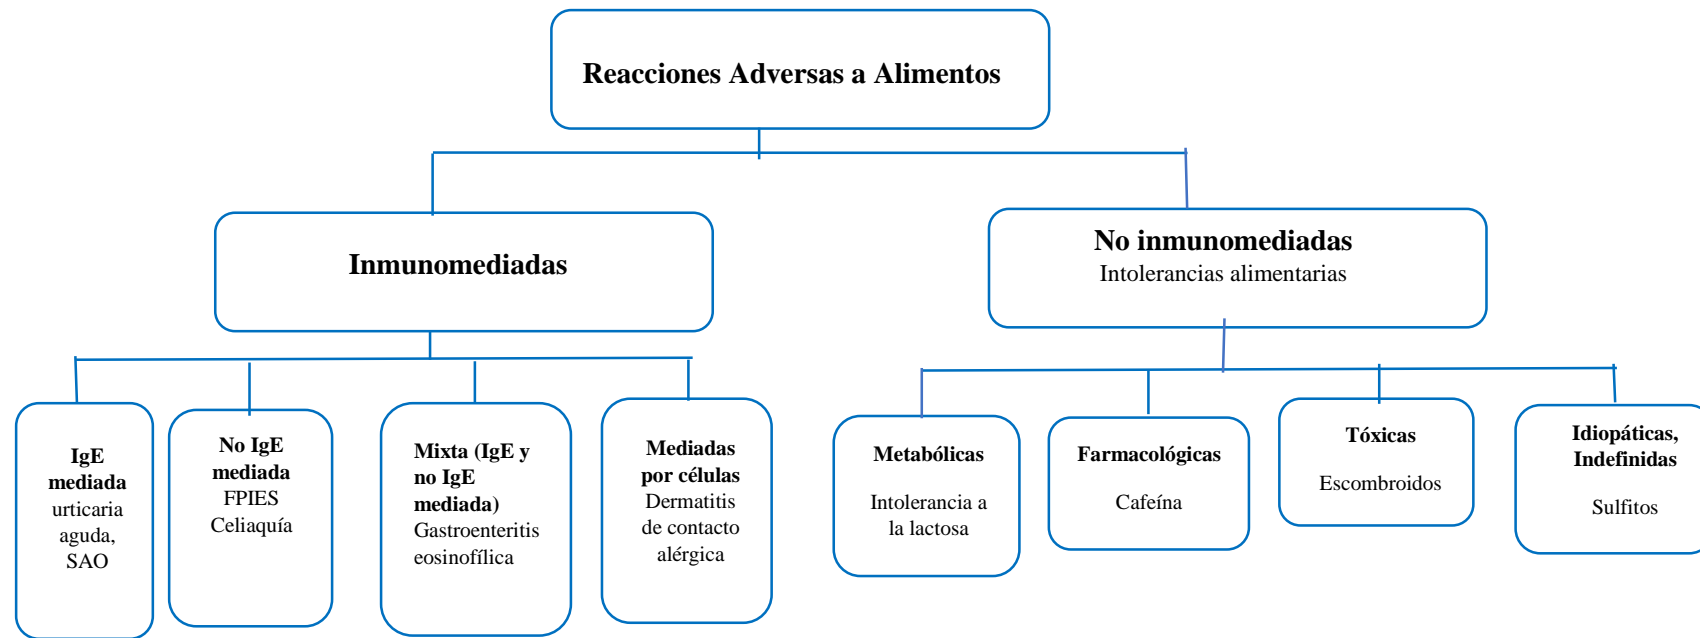 Reacciones Adversas a Alimentos
Inmunomediadas
No inmunomediadas
Intolerancias alimentarias
IgE
mediada
urticaria
aguda,
SAO
No IgE
mediada
FPIES
Celiaquía
Mixta (IgE y
no IgE
mediada)
Gastroenteritis
eosinofílica
Mediadas
por células
Dermatitis
de contacto
alérgica
Metabólicas
Intolerancia a
la lactosa
Farmacológicas
Cafeína
Tóxicas
Escombroidos
Idiopáticas,
Indefinidas
Sulfitos